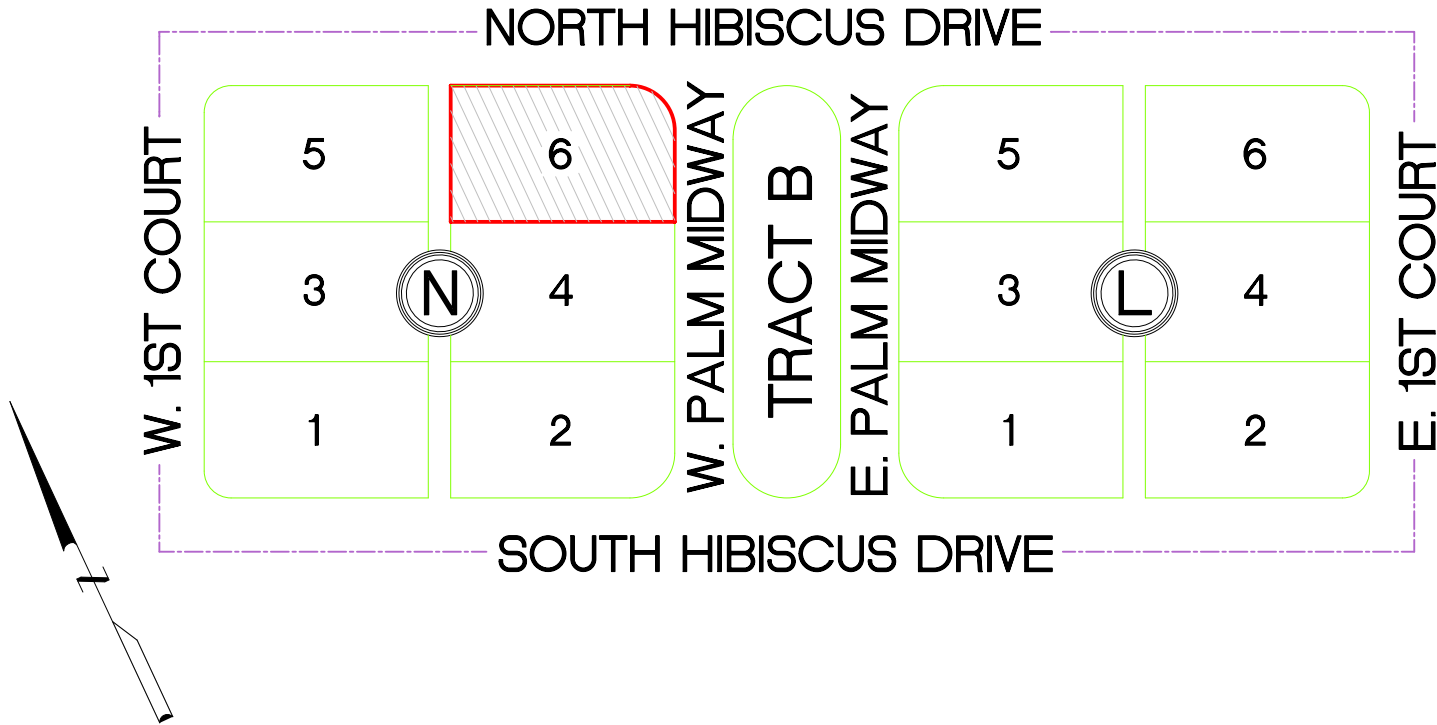 NORTH HIBISCUS DRIVE
W. 1ST COURT
5
6
3
N
4
1
2
W. PALM MIDWAY
TRACT B
E. PALM MIDWAY
5
6
3
L
4
1
2
E. 1ST COURT
SOUTH HIBISCUS DRIVE
N